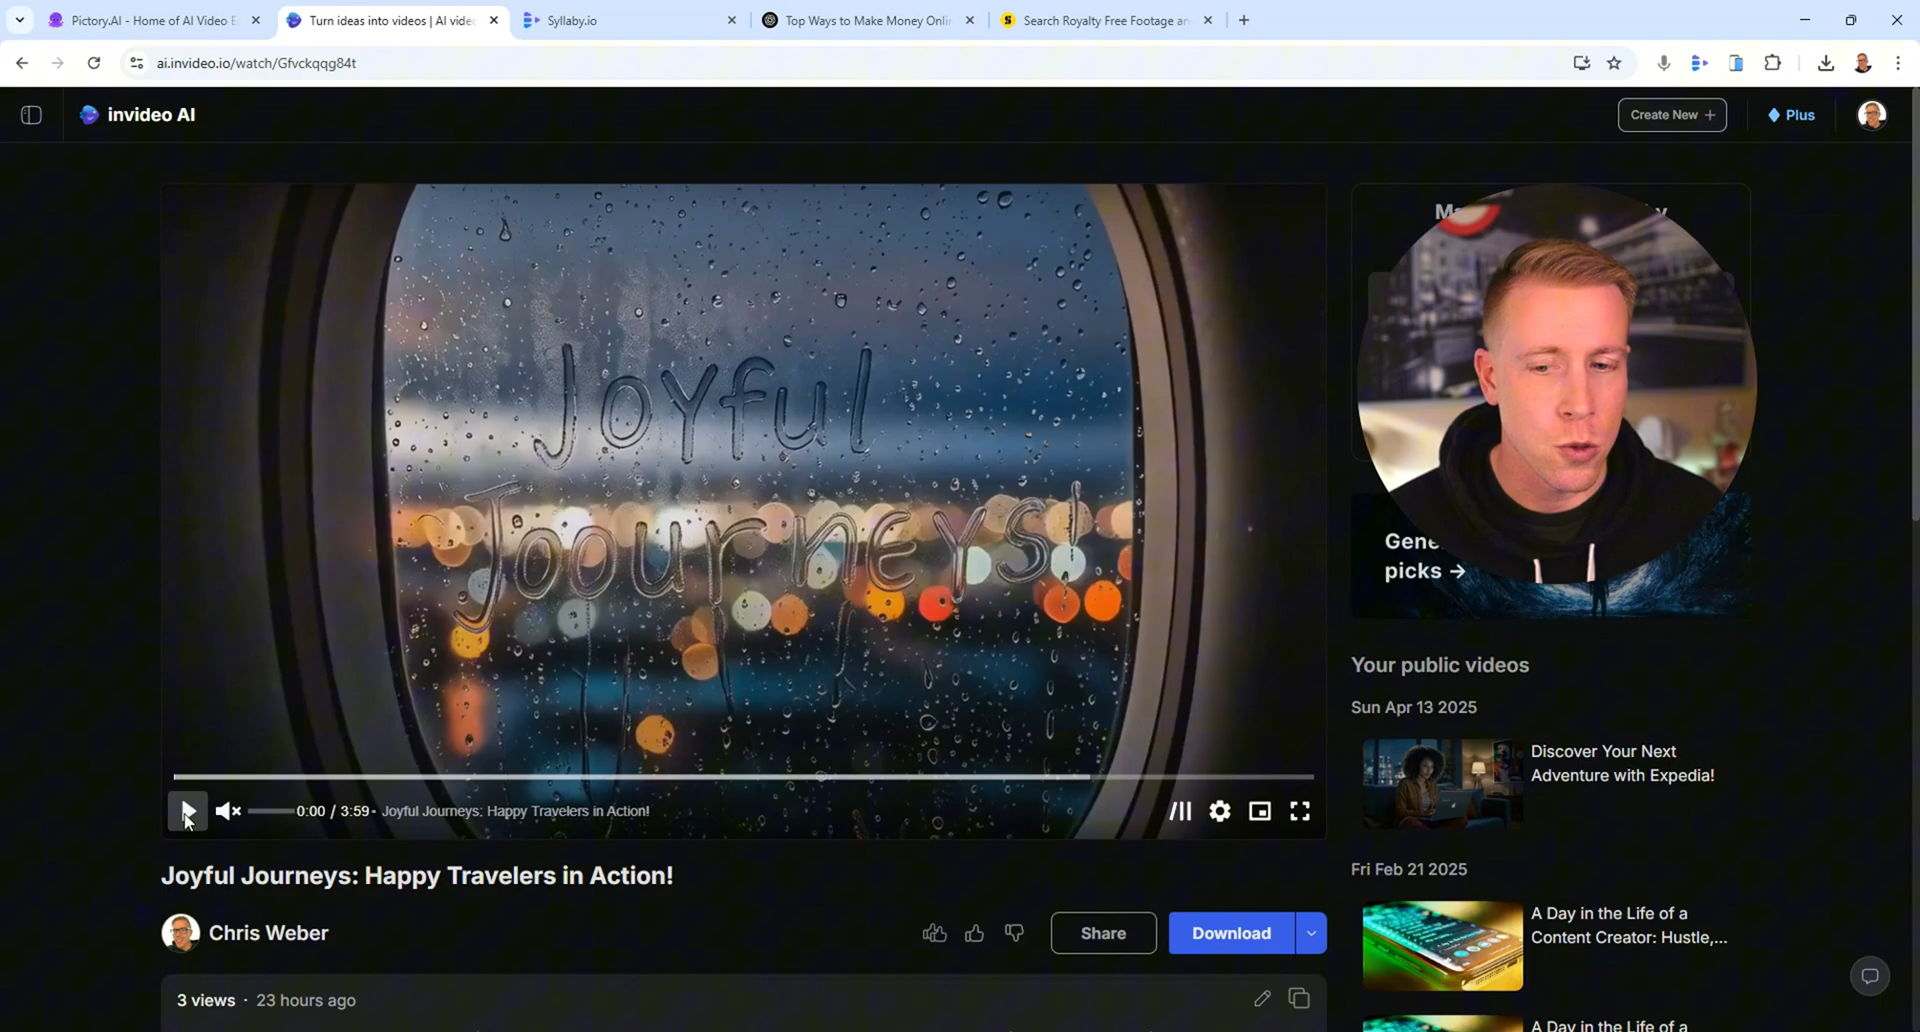 Pictory.AI - Home of AI Video E
Turn ideas into videos | AI vide
Syllaby.io
Top Ways to Make Money Onli
Search Royalty Free Footage an
ai.invideo.io/watch/Gfvckqqg84t
invideo AI
Create New +
Plus
Joyful
Joourneys!
0:00 / 3:59 • Joyful Journeys: Happy Travelers in Action!
Joyful Journeys: Happy Travelers in Action!
Chris Weber
Share
Download
3 views · 23 hours ago
Gene
picks →
Your public videos
Sun Apr 13 2025
Discover Your Next
Adventure with Expedia!
Fri Feb 21 2025
A Day in the Life of a
Content Creator: Hustle,...
A Day in the Life of a